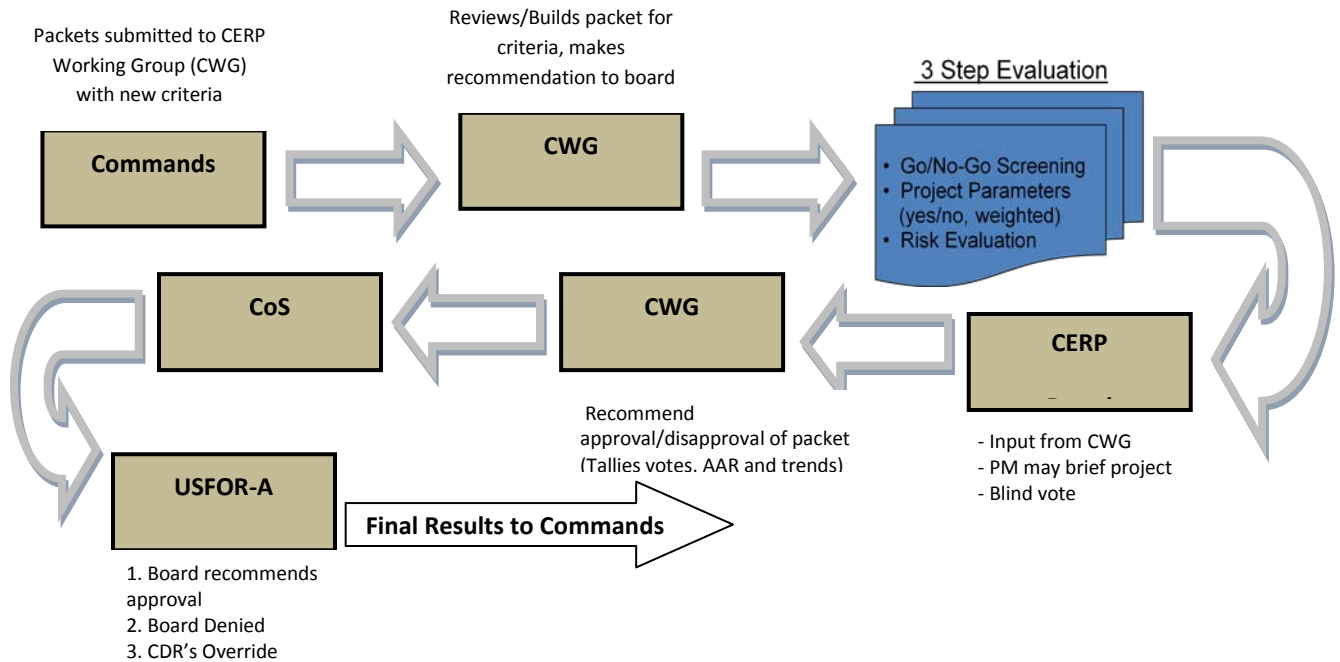 Packets submitted to CERP
Working Group (CWG)
with new criteria
Reviews/Builds packet for
criteria, makes
recommendation to board
3 Step Evaluation
Commands
CWG
• Go/No-Go Screening
• Project Parameters
(yes/no, weighted)
• Risk Evaluation
CoS
CWG
CERP
Recommend
approval/disapproval of packet
(Tallies votes. AAR and trends)
- Input from CWG
- PM may brief project
- Blind vote
USFOR-A
Final Results to Commands
1. Board recommends
approval
2. Board Denied
3. CDR's Override